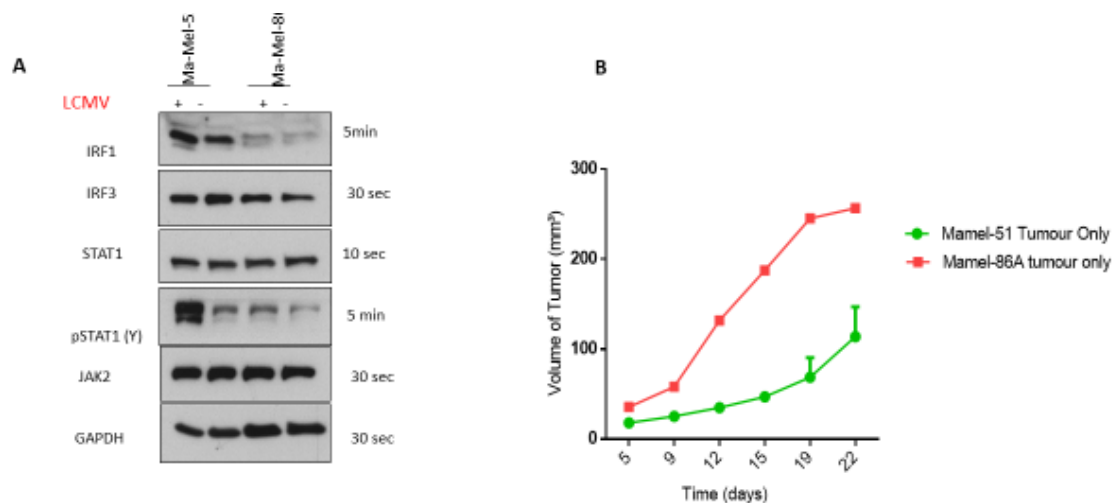 A
Ma-Mel-5
Ma-Mel-8
LCMV
+ - + -
IRF1
5min
IRF3
30 sec
STAT1
10 sec
pSTAT1 (Y)
5 min
JAK2
30 sec
GAPDH
30 sec
B
Volume of Tumor (mm³)
300
200
100
0
5 9 12 15 19 22
Time (days)
Mamel-51 Tumour Only
Mamel-86A tumour only